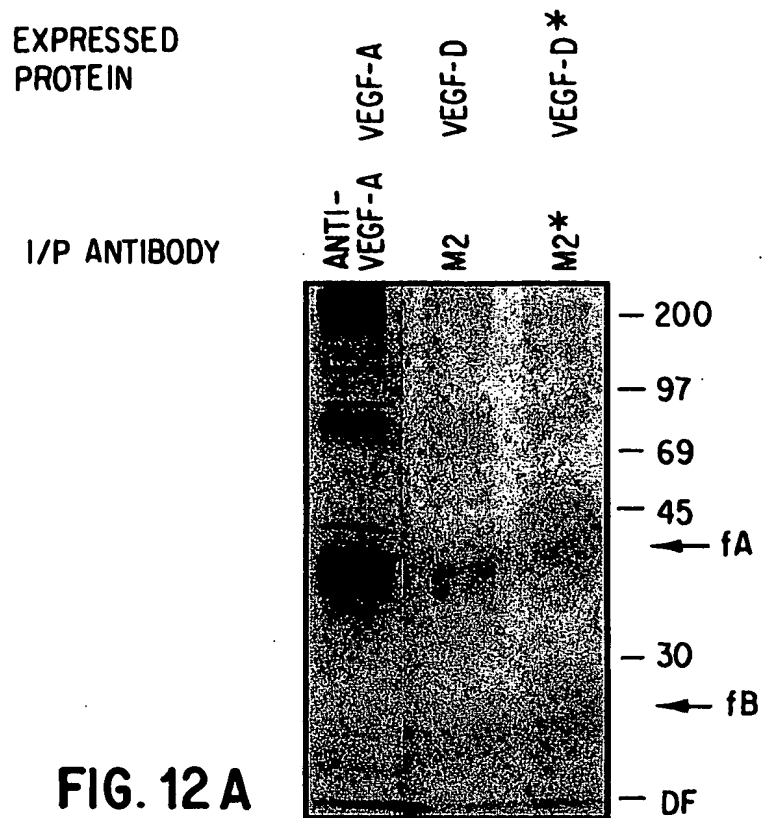 EXPRESSED
PROTEIN
VEGF-A
VEGF-D
VEGF-D*
I/P ANTIBODY
ANTI-
VEGF-A
M2
M2*
200
97
69
45
fA
30
fB
DF
FIG. 12A